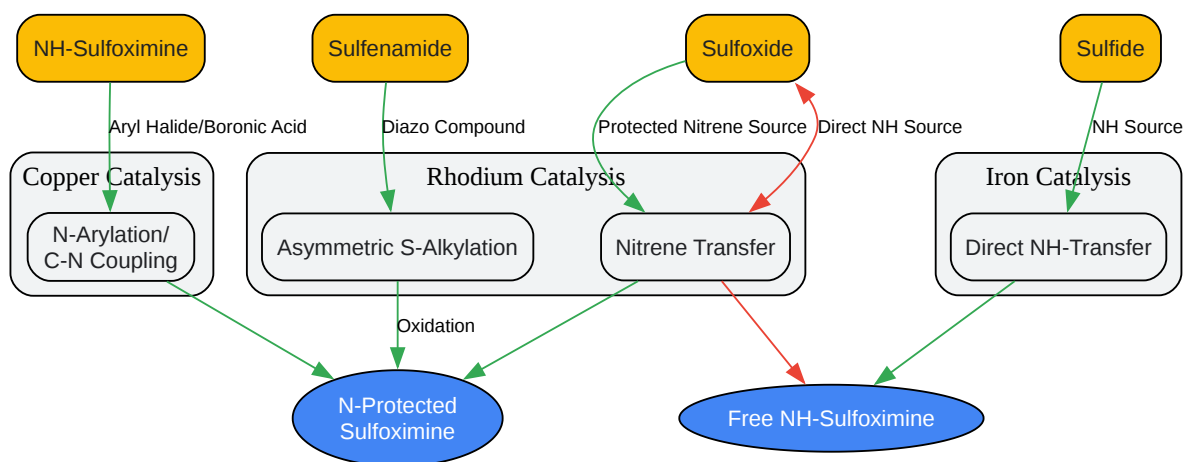 NH-Sulfoximine
Sulfenamide
Sulfoxide
Sulfide
Aryl Halide/Boronic Acid
Diazo Compound
Protected Nitrene Source
Direct NH Source
NH Source
Copper Catalysis
Rhodium Catalysis
Iron Catalysis
N-Arylation/
C-N Coupling
Asymmetric S-Alkylation
Nitrene Transfer
Direct NH-Transfer
Oxidation
N-Protected
Sulfoximine
Free NH-Sulfoximine